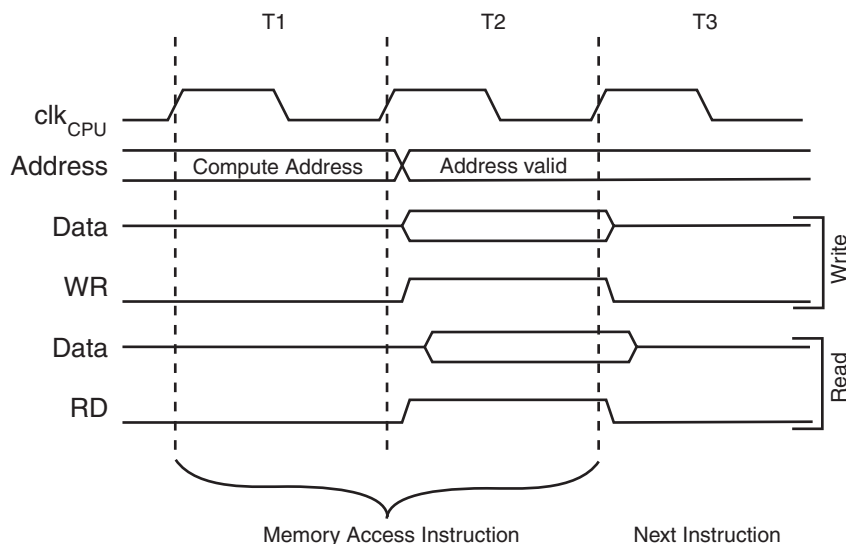 T1 T2 T3
clkCPU
Address Compute Address Address valid
Data
WR
Write
Data
RD
Read
Memory Access Instruction Next Instruction